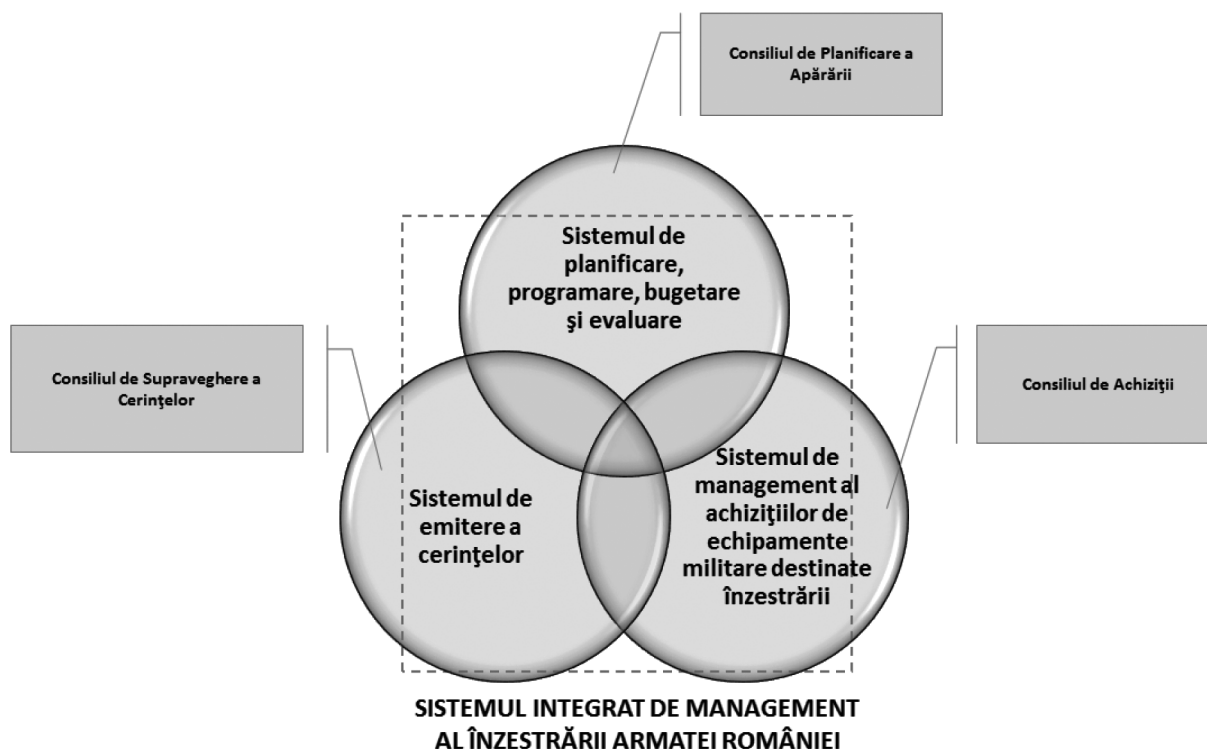 Consiliul de Planificare a
Apărării
Sistemul de
planificare,
programare, bugetare
şi evaluare
Consiliul de Supraveghere a
Cerinţelor
Consiliul de Achiziţii
Sistemul de
emitere a
cerinţelor
Sistemul de
management al
achiziţiilor de
echipamente
militare destinate
înzestrării
SISTEMUL INTEGRAT DE MANAGEMENT
AL ÎNZESTRĂRII ARMATEI ROMÂNIEI